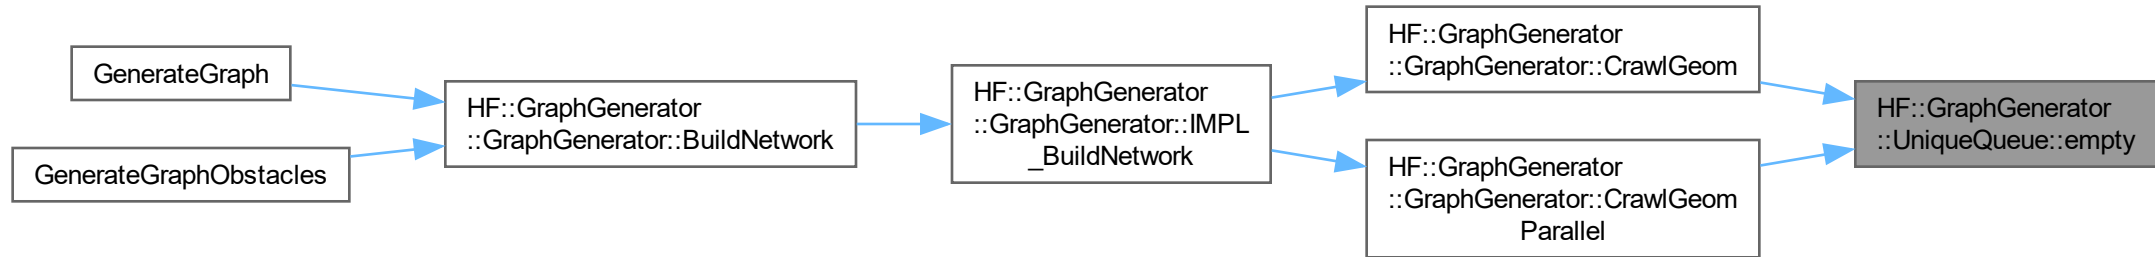 GenerateGraph
GenerateGraphObstacles
HF::GraphGenerator
::GraphGenerator::BuildNetwork
HF::GraphGenerator
::GraphGenerator::IMPL
_BuildNetwork
HF::GraphGenerator
::GraphGenerator::CrawlGeom
HF::GraphGenerator
::GraphGenerator::CrawlGeom
Parallel
HF::GraphGenerator
::UniqueQueue::empty